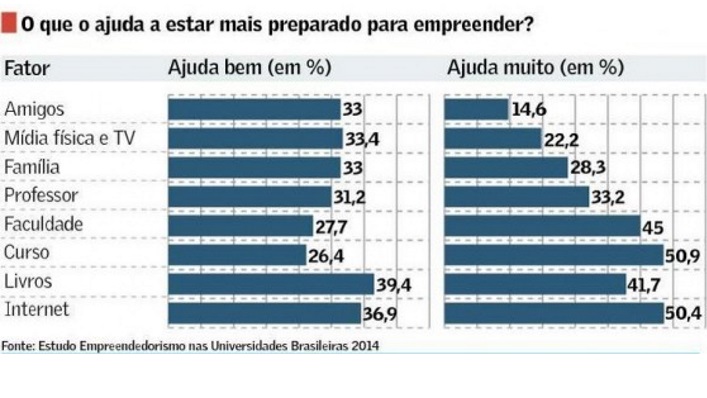 O que o ajuda a estar mais preparado para empreender?
Fator Ajuda bem (em %) Ajuda muito (em %)
Amigos 33 14,6
Mídia física e TV 33,4 22,2
Família 33 28,3
Professor 31,2 33,2
Faculdade 27,7 45
Curso 26,4 50,9
Livros 39,4 41,7
Internet 36,9 50,4
Fonte: Estudo Empreendedorismo nas Universidades Brasileiras 2014